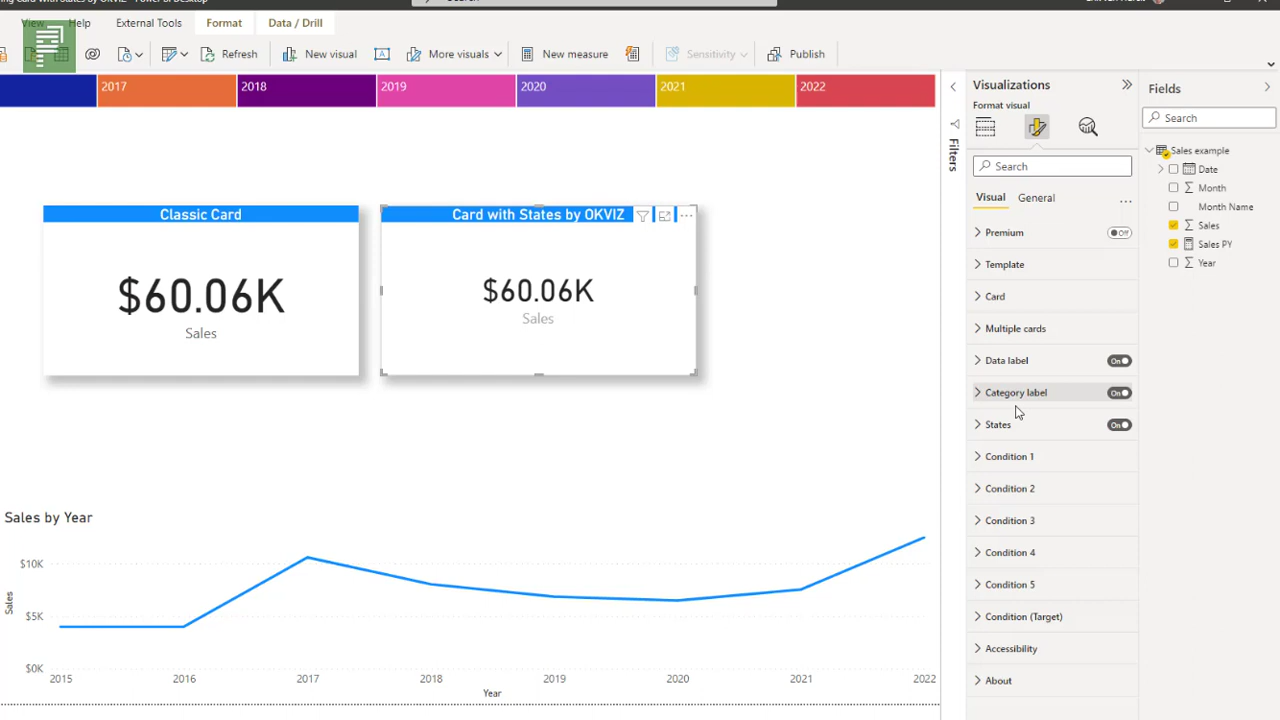 View Help External Tools Format Data / Drill
Refresh New visual More visuals New measure Sensitivity Publish
2017 2018 2019 2020 2021 2022
Classic Card
$60.06K
Sales
Card with States by OKVIZ
$60.06K
Sales
Sales by Year
$10K
$5K
$0K
Sales
2015 2016 2017 2018 2019 2020 2021 2022
Year
Filters
Visualizations
Format visual
Search
Visual General
Premium Off
Template
Card
Multiple cards
Data label On
Category label On
States On
Condition 1
Condition 2
Condition 3
Condition 4
Condition 5
Condition (Target)
Accessibility
About
Fields
Search
Sales example
Date
Month
Month Name
Sales
Sales PY
Year